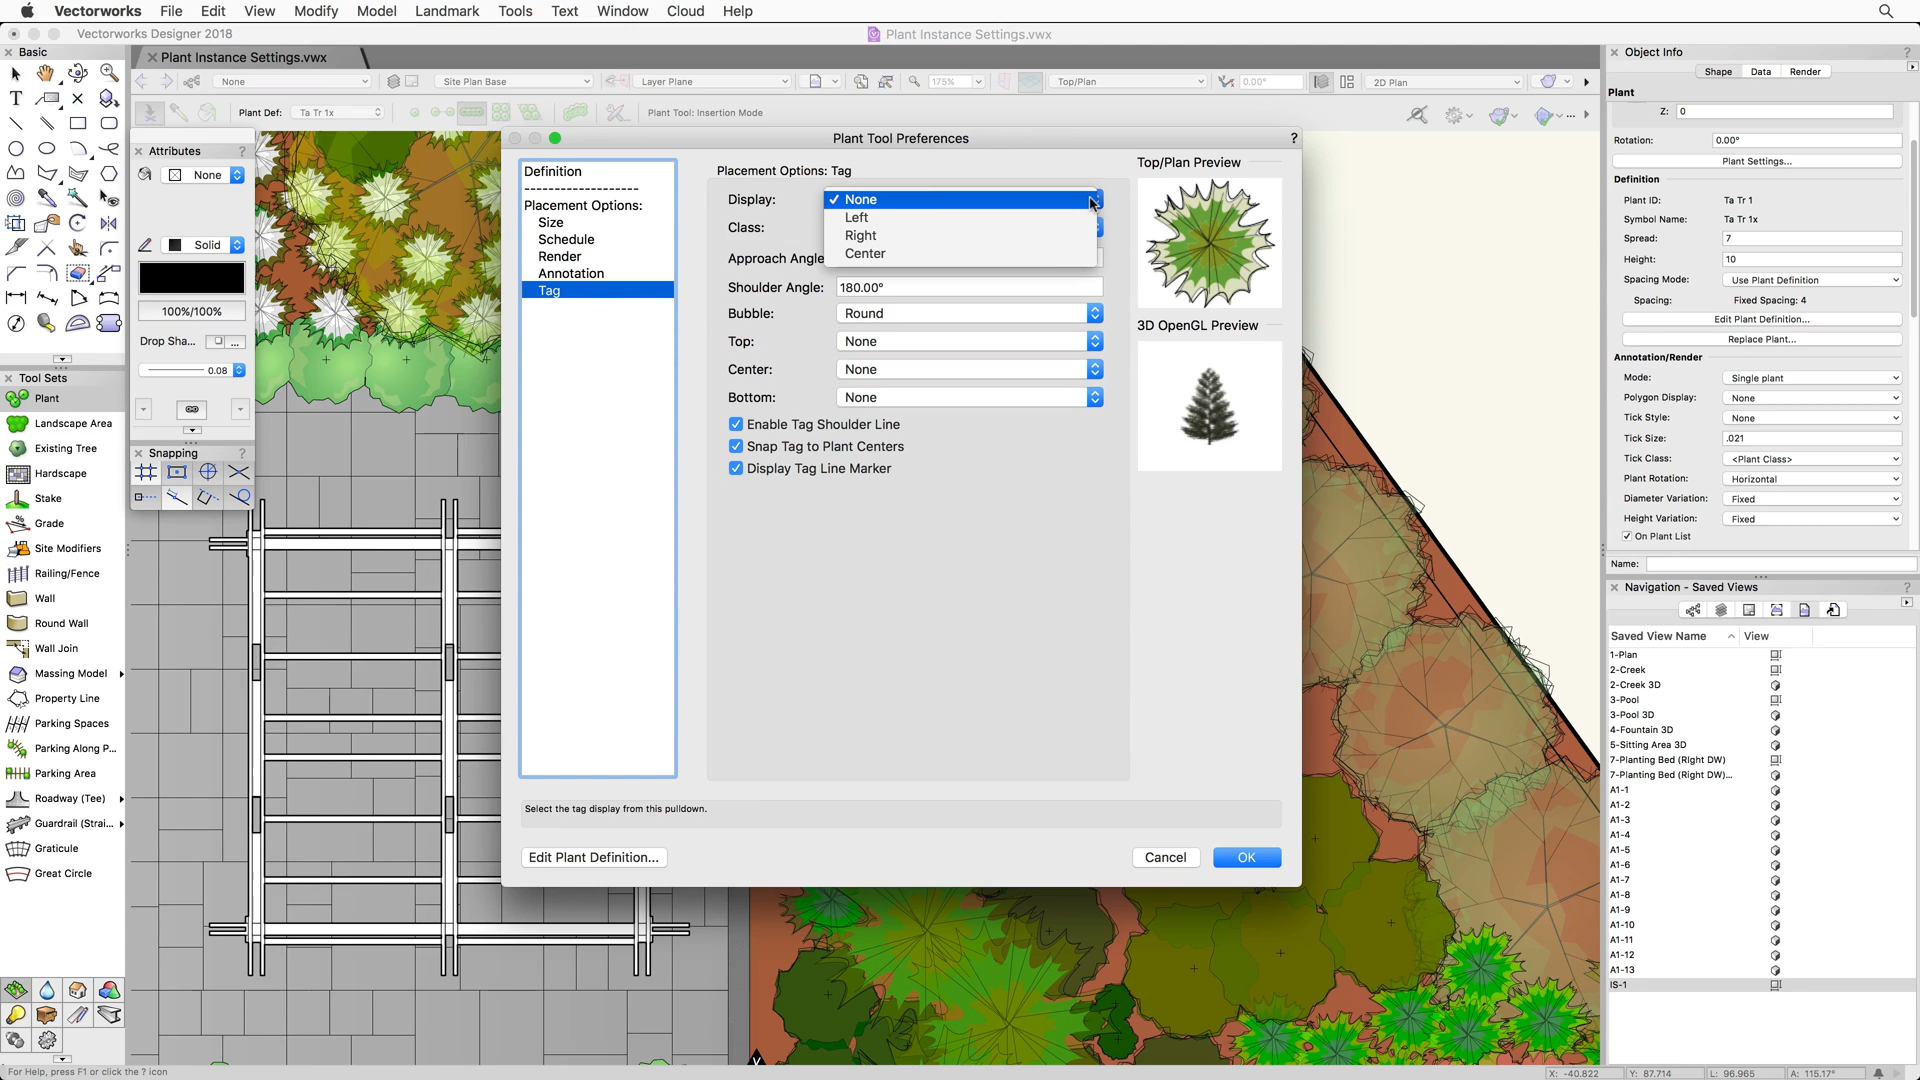 Vectorworks File Edit View Modify Model Landmark Tools Text Window Cloud Help
Vectorworks Designer 2018
Plant Instance Settings.vwx
Basic
Plant Instance Settings.vwx
None
Site Plan Base
Layer Plane
175%
Top/Plan
0.00°
2D Plan
Plant Def: Ta Tr 1x
Plant Tool: Insertion Mode
Attributes ?
None
Solid
100%/100%
Drop Sha... ...
0.08
Snapping ?
Tool Sets
Plant
Landscape Area
Existing Tree
Hardscape
Stake
Grade
Site Modifiers
Railing/Fence
Wall
Round Wall
Wall Join
Massing Model
Property Line
Parking Spaces
Parking Along P...
Parking Area
Roadway (Tee)
Guardrail (Strai...
Graticule
Great Circle
For Help, press F1 or click the ? icon
Plant Tool Preferences ?
Definition
-------------------
Placement Options:
Size
Schedule
Render
Annotation
Tag
Placement Options: Tag
Display: ✓ None
Left
Right
Center
Class:
Approach Angle
Shoulder Angle: 180.00°
Bubble: Round
Top: None
Center: None
Bottom: None
Enable Tag Shoulder Line
Snap Tag to Plant Centers
Display Tag Line Marker
Top/Plan Preview
3D OpenGL Preview
Select the tag display from this pulldown.
Edit Plant Definition...
Cancel OK
Object Info ?
Shape Data Render
Plant
Z: 0
Rotation: 0.00°
Plant Settings...
Definition
Plant ID: Ta Tr 1
Symbol Name: Ta Tr 1x
Spread: 7
Height: 10
Spacing Mode: Use Plant Definition
Spacing: Fixed Spacing: 4
Edit Plant Definition...
Replace Plant...
Annotation/Render
Mode: Single plant
Polygon Display: None
Tick Style: None
Tick Size: .021
Tick Class: <Plant Class>
Plant Rotation: Horizontal
Diameter Variation: Fixed
Height Variation: Fixed
On Plant List
Name:
Navigation - Saved Views ?
Saved View Name View
1-Plan
2-Creek
2-Creek 3D
3-Pool
3-Pool 3D
4-Fountain 3D
5-Sitting Area 3D
7-Planting Bed (Right DW)
7-Planting Bed (Right DW)...
A1-1
A1-2
A1-3
A1-4
A1-5
A1-6
A1-7
A1-8
A1-9
A1-10
A1-11
A1-12
A1-13
IS-1
X: -40.822 Y: 87.714 L: 96.965 A: 115.17°